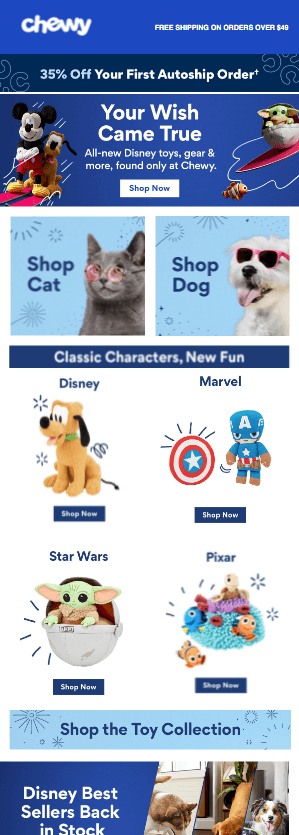 chewy
FREE SHIPPING ON ORDERS OVER $49
35% Off Your First Autoship Order†
Your Wish
Came True
All-new Disney toys, gear &
more, found only at Chewy.
Shop Now
Shop
Cat
Shop
Dog
Classic Characters, New Fun
Disney
Marvel
A
Shop Now
Shop Now
Star Wars
Pixar
Shop Now
Shop Now
Shop the Toy Collection
Disney Best
Sellers Back
in Stock